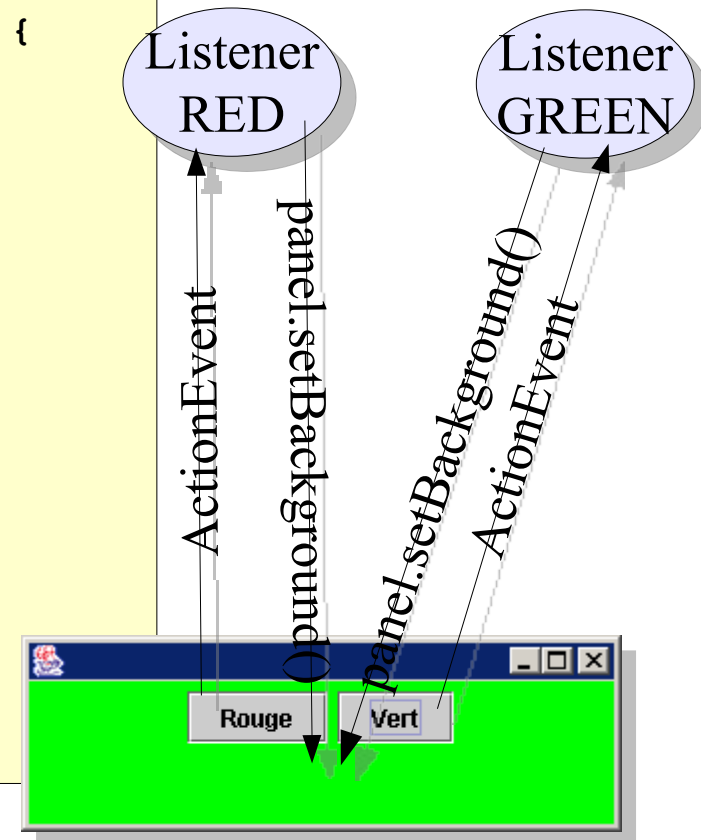 {
Listener
RED
Listener
GREEN
ActionEvent
panel.setBackground()
panel.setBackground()
ActionEvent
Rouge
Vert